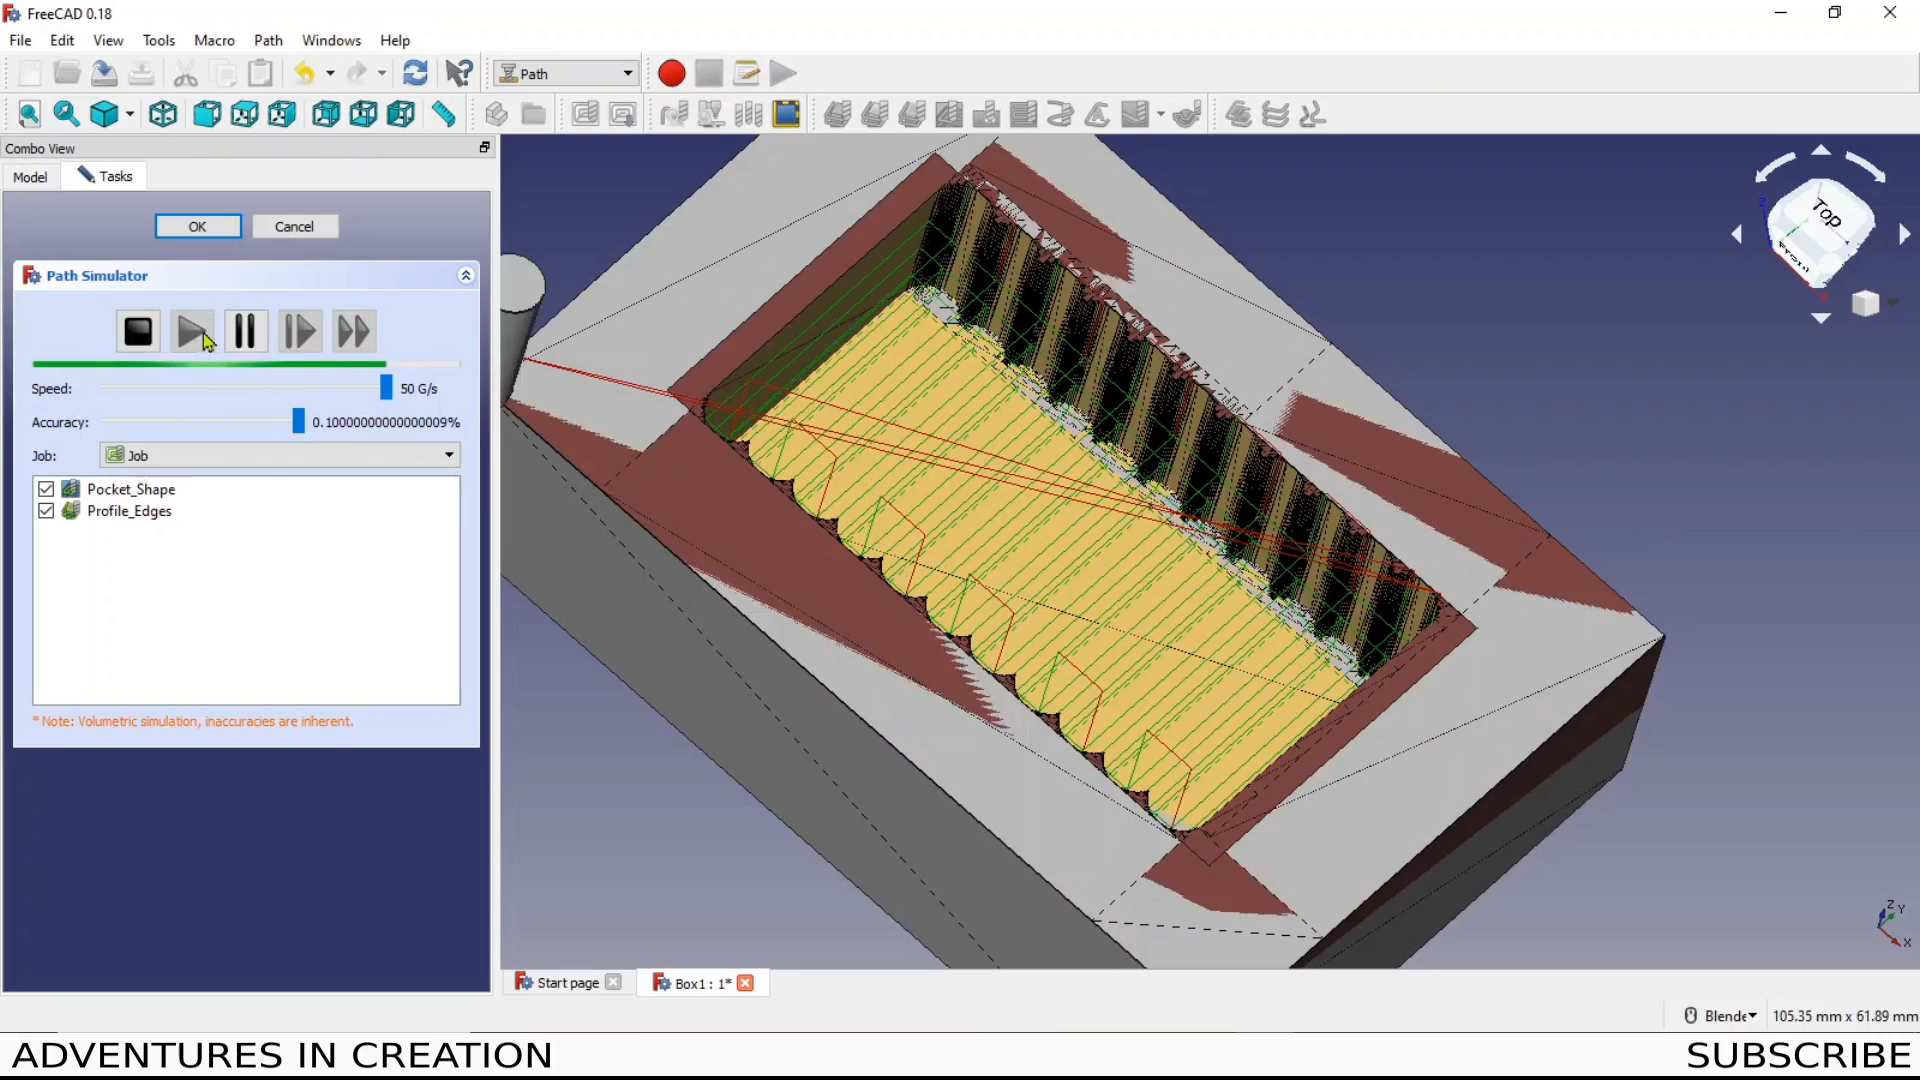 FreeCAD 0.18
File Edit View Tools Macro Path Windows Help
Path
Combo View
Model Tasks
OK Cancel
Path Simulator
Speed: 50 G/s
Accuracy: 0.10000000000000009%
Job: Job
Pocket_Shape
Profile_Edges
* Note: Volumetric simulation, inaccuracies are inherent.
Top
Z
X
Z Y
X
Start page Box1 : 1*
Blende 105.35 mm x 61.89 mm
ADVENTURES IN CREATION SUBSCRIBE